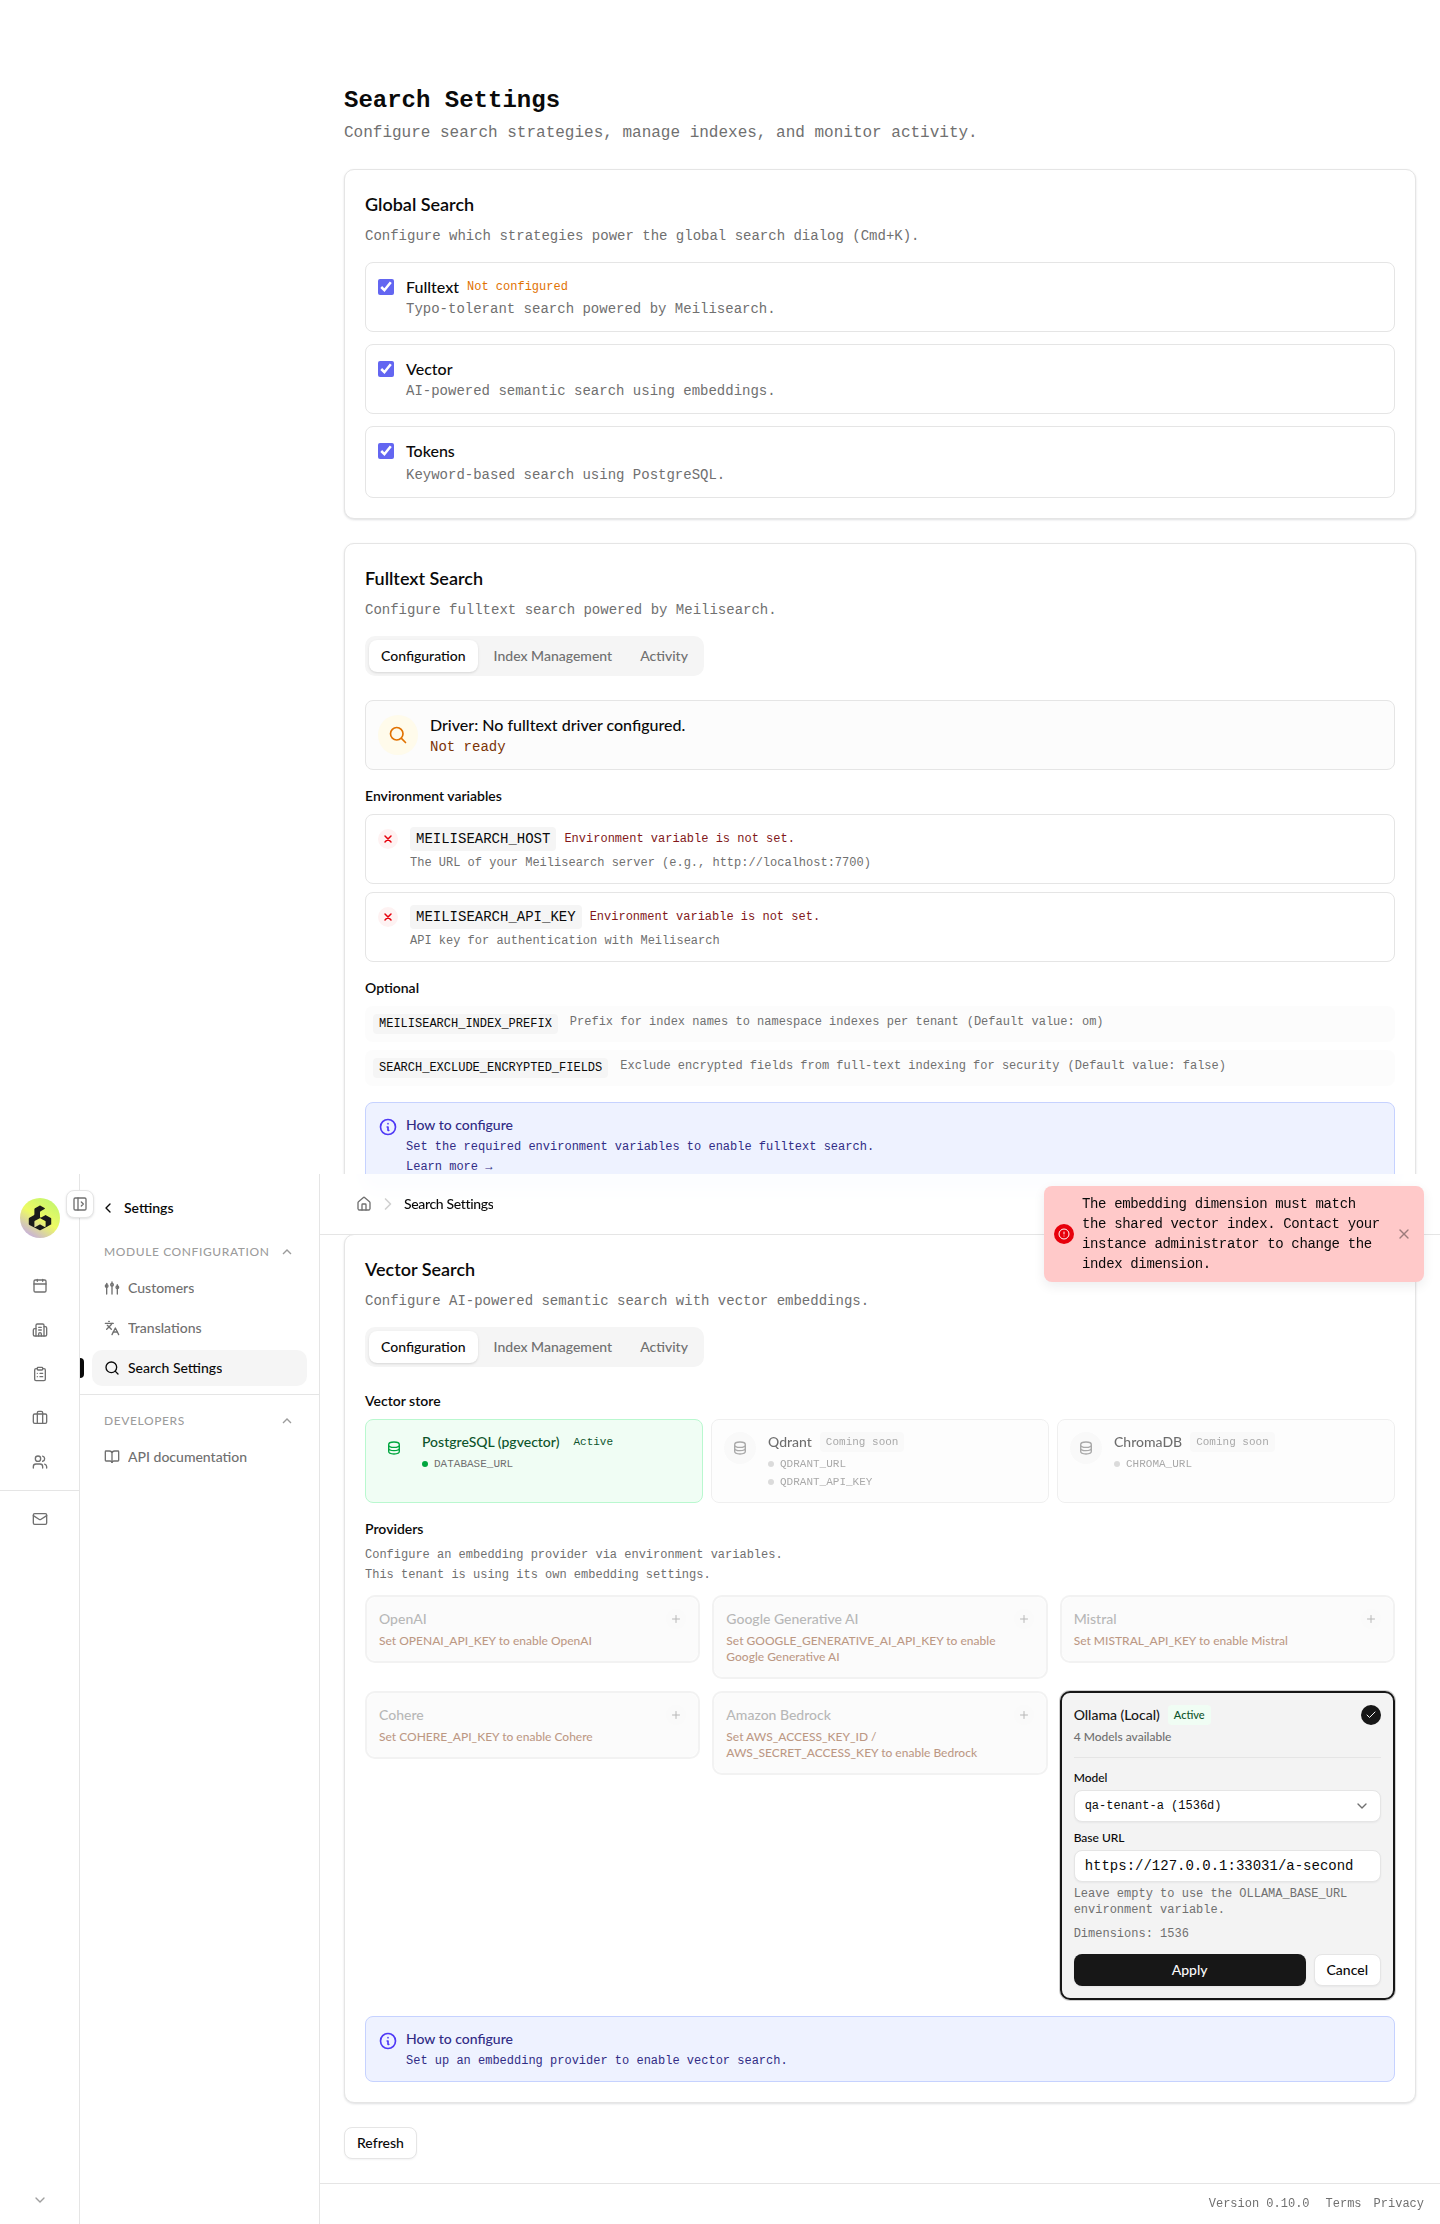 Search Settings
Configure search strategies, manage indexes, and monitor activity.
Global Search
Configure which strategies power the global search dialog (Cmd+K).
Fulltext Not configured
Typo-tolerant search powered by Meilisearch.
Vector
AI-powered semantic search using embeddings.
Tokens
Keyword-based search using PostgreSQL.
Fulltext Search
Configure fulltext search powered by Meilisearch.
Configuration Index Management Activity
Driver: No fulltext driver configured.
Not ready
Environment variables
MEILISEARCH_HOST Environment variable is not set.
The URL of your Meilisearch server (e.g., http://localhost:7700)
MEILISEARCH_API_KEY Environment variable is not set.
API key for authentication with Meilisearch
Optional
MEILISEARCH_INDEX_PREFIX Prefix for index names to namespace indexes per tenant (Default value: om)
SEARCH_EXCLUDE_ENCRYPTED_FIELDS Exclude encrypted fields from full-text indexing for security (Default value: false)
How to configure
Set the required environment variables to enable fulltext search.
Learn more →
Settings
MODULE CONFIGURATION
Customers
Translations
Search Settings
DEVELOPERS
API documentation
Search Settings
The embedding dimension must match
the shared vector index. Contact your
instance administrator to change the
index dimension.
Vector Search
Configure AI-powered semantic search with vector embeddings.
Configuration Index Management Activity
Vector store
PostgreSQL (pgvector) Active
DATABASE_URL
Qdrant Coming soon
QDRANT_URL
QDRANT_API_KEY
ChromaDB Coming soon
CHROMA_URL
Providers
Configure an embedding provider via environment variables.
This tenant is using its own embedding settings.
OpenAI
Set OPENAI_API_KEY to enable OpenAI
Google Generative AI
Set GOOGLE_GENERATIVE_AI_API_KEY to enable
Google Generative AI
Mistral
Set MISTRAL_API_KEY to enable Mistral
Cohere
Set COHERE_API_KEY to enable Cohere
Amazon Bedrock
Set AWS_ACCESS_KEY_ID /
AWS_SECRET_ACCESS_KEY to enable Bedrock
Ollama (Local) Active
4 Models available
Model
qa-tenant-a (1536d)
Base URL
https://127.0.0.1:33031/a-second
Leave empty to use the OLLAMA_BASE_URL
environment variable.
Dimensions: 1536
Apply Cancel
How to configure
Set up an embedding provider to enable vector search.
Refresh
Version 0.10.0 Terms Privacy